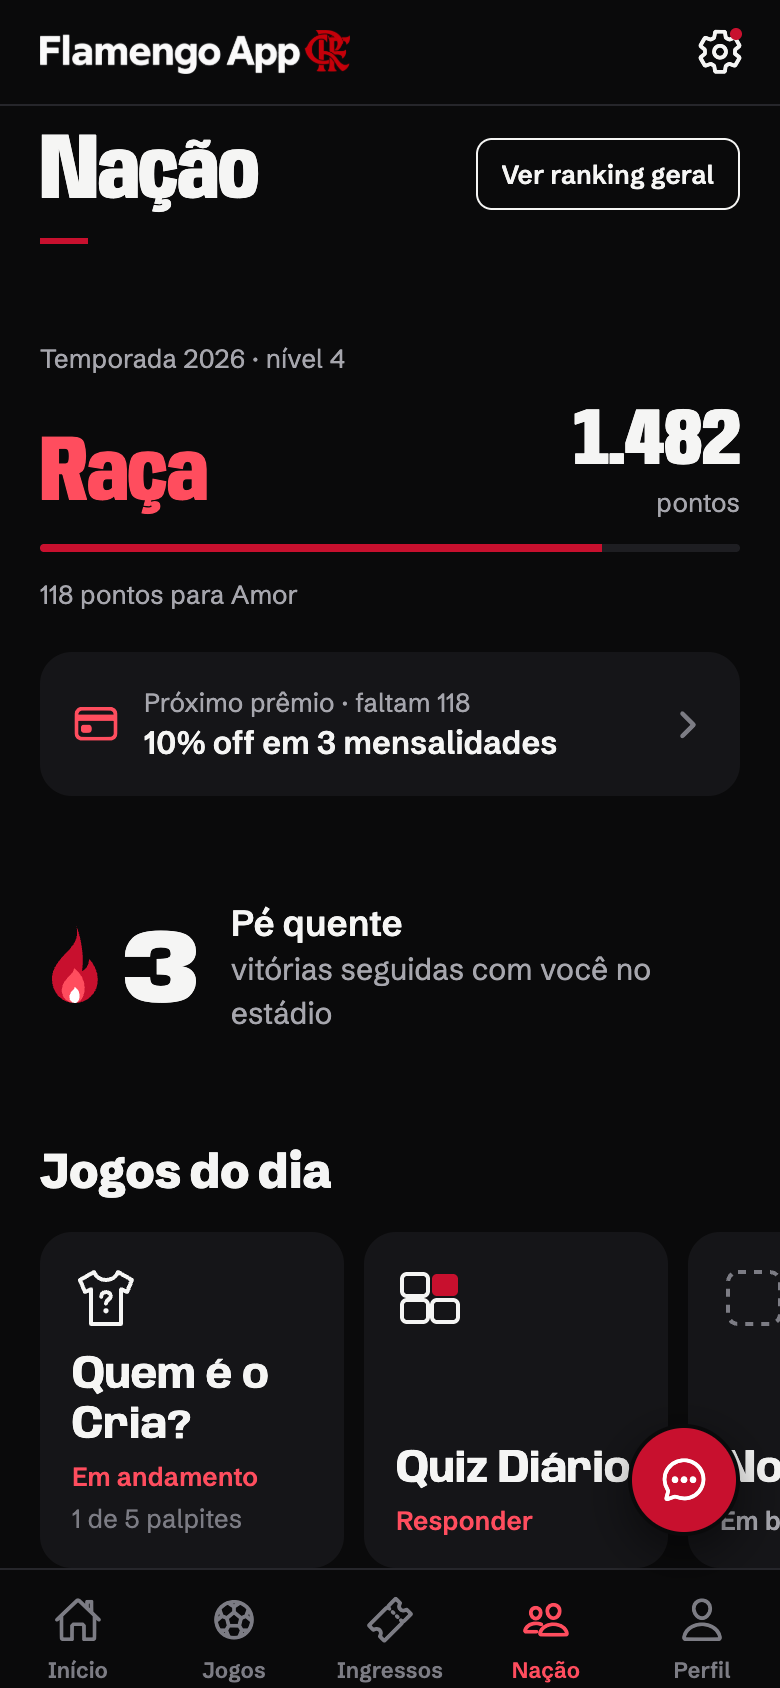 Flamengo App
Nação
Ver ranking geral
Temporada 2026 · nível 4
Raça
1.482
pontos
118 pontos para Amor
Próximo prêmio · faltam 118
10% off em 3 mensalidades
3
Pé quente
vitórias seguidas com você no
estádio
Jogos do dia
?
Quem é o
Cria?
Em andamento
1 de 5 palpites
Quiz Diário
Responder
No
Em b
Início
Jogos
Ingressos
Nação
Perfil